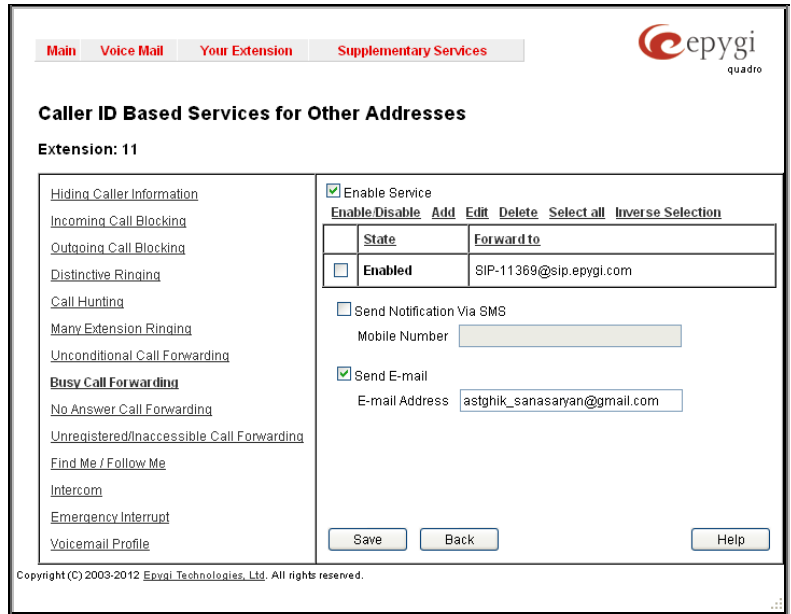 Main Voice Mail Your Extension Supplementary Services
epygi
quadro
Caller ID Based Services for Other Addresses
Extension: 11
Hiding Caller Information
Incoming Call Blocking
Outgoing Call Blocking
Distinctive Ringing
Call Hunting
Many Extension Ringing
Unconditional Call Forwarding
Busy Call Forwarding
No Answer Call Forwarding
Unregistered/Inaccessible Call Forwarding
Find Me / Follow Me
Intercom
Emergency Interrupt
Voicemail Profile
Enable Service
Enable/Disable Add Edit Delete Select all Inverse Selection
State Forward to
Enabled SIP-11369@sip.epygi.com
Send Notification Via SMS
Mobile Number
Send E-mail
E-mail Address astghik_sanasaryan@gmail.com
Save Back Help
Copyright (C) 2003-2012 Epygi Technologies, Ltd. All rights reserved.